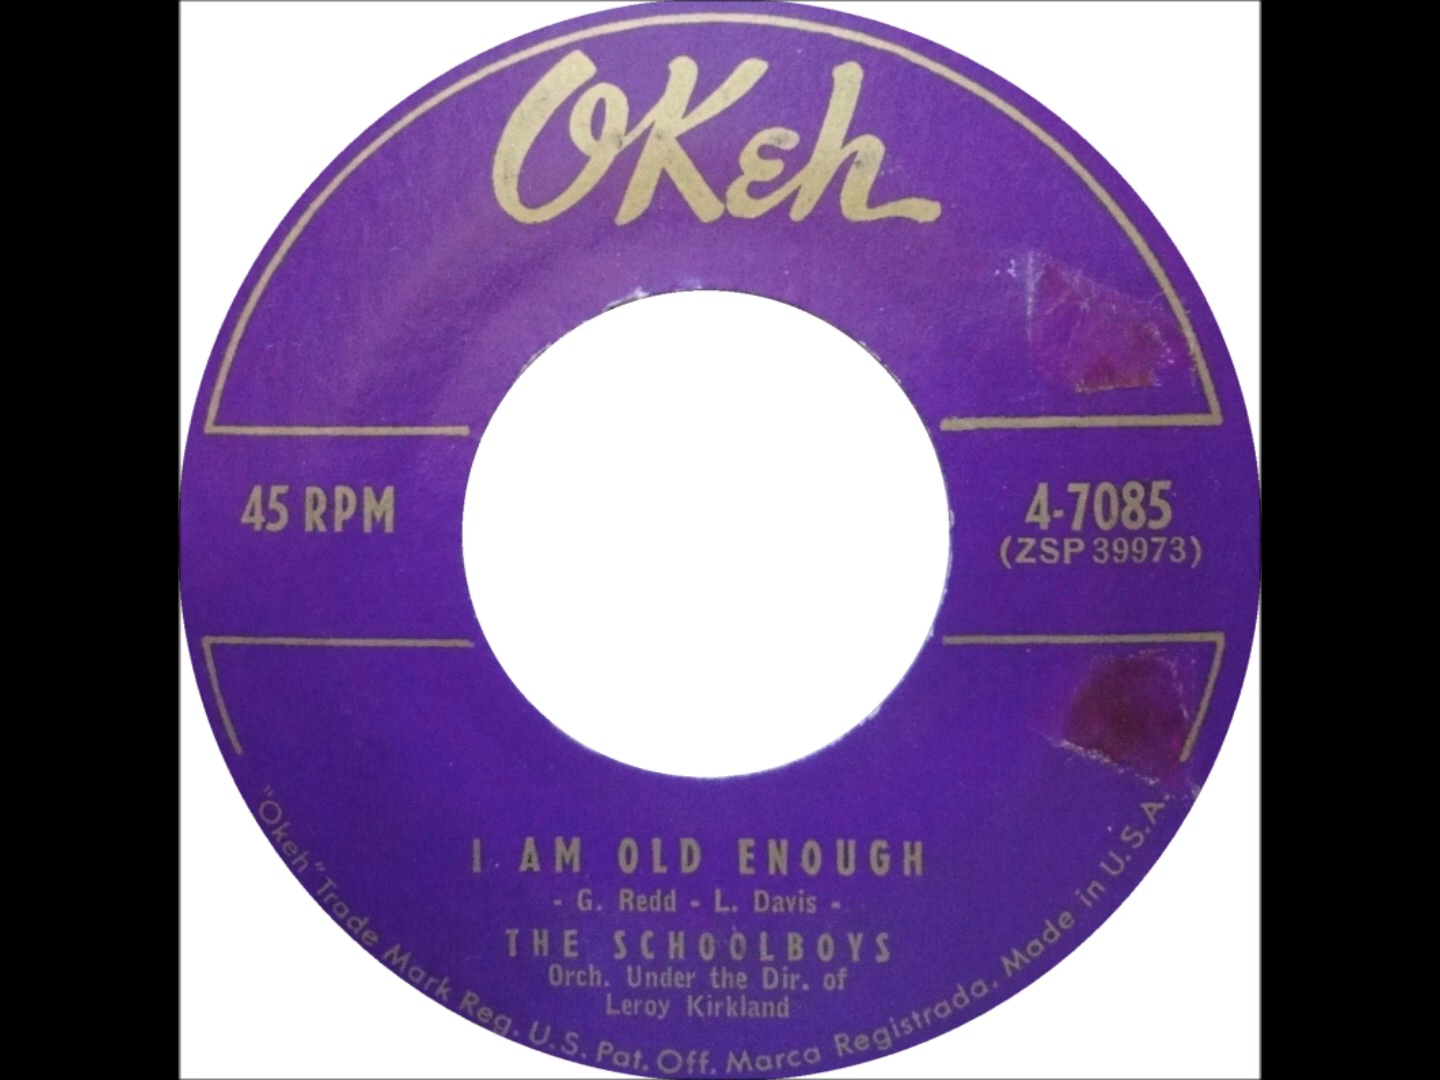 OKeh
45 RPM
4-7085
(ZSP 39973)
I AM OLD ENOUGH
- G. Redd - L. Davis -
THE SCHOOLBOYS
Orch. Under the Dir. of
Leroy Kirkland
"Okeh" Trade Mark Reg. U.S. Pat. Off. Marca Registrada. Made in U.S.A.